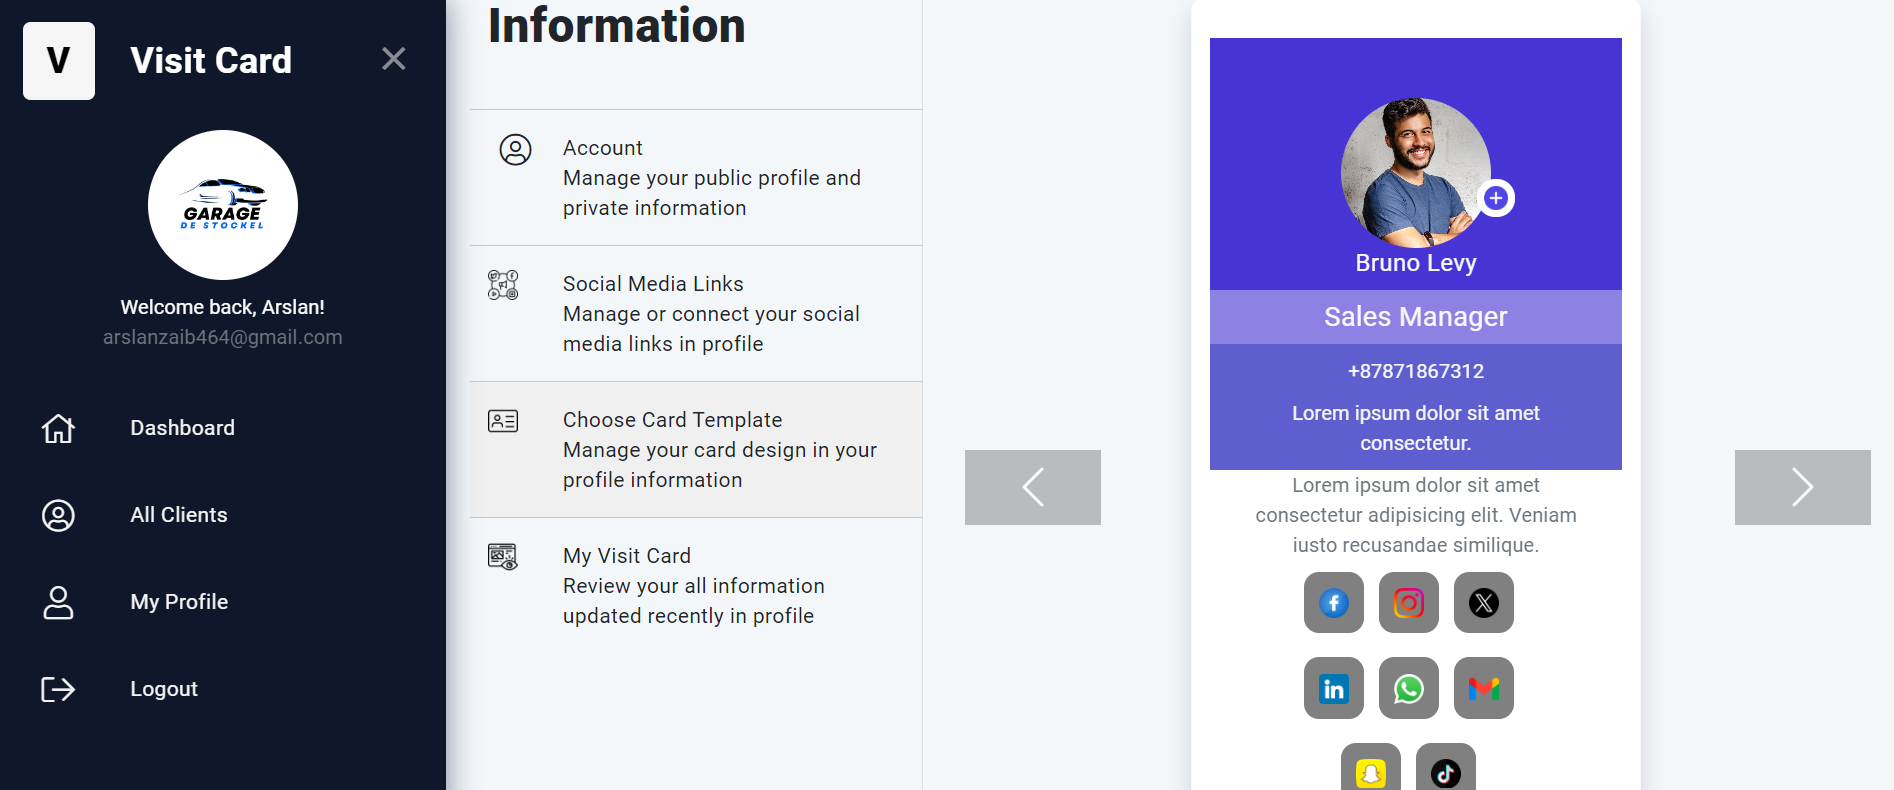 V
Visit Card
GARAGE
DE STOCKEL
Welcome back, Arslan!
arslanzaib464@gmail.com
Dashboard
All Clients
My Profile
Logout
Information
Account
Manage your public profile and
private information
Social Media Links
Manage or connect your social
media links in profile
Choose Card Template
Manage your card design in your
profile information
My Visit Card
Review your all information
updated recently in profile
Bruno Levy
Sales Manager
+87871867312
Lorem ipsum dolor sit amet
consectetur.
Lorem ipsum dolor sit amet
consectetur adipisicing elit. Veniam
iusto recusandae similique.
in